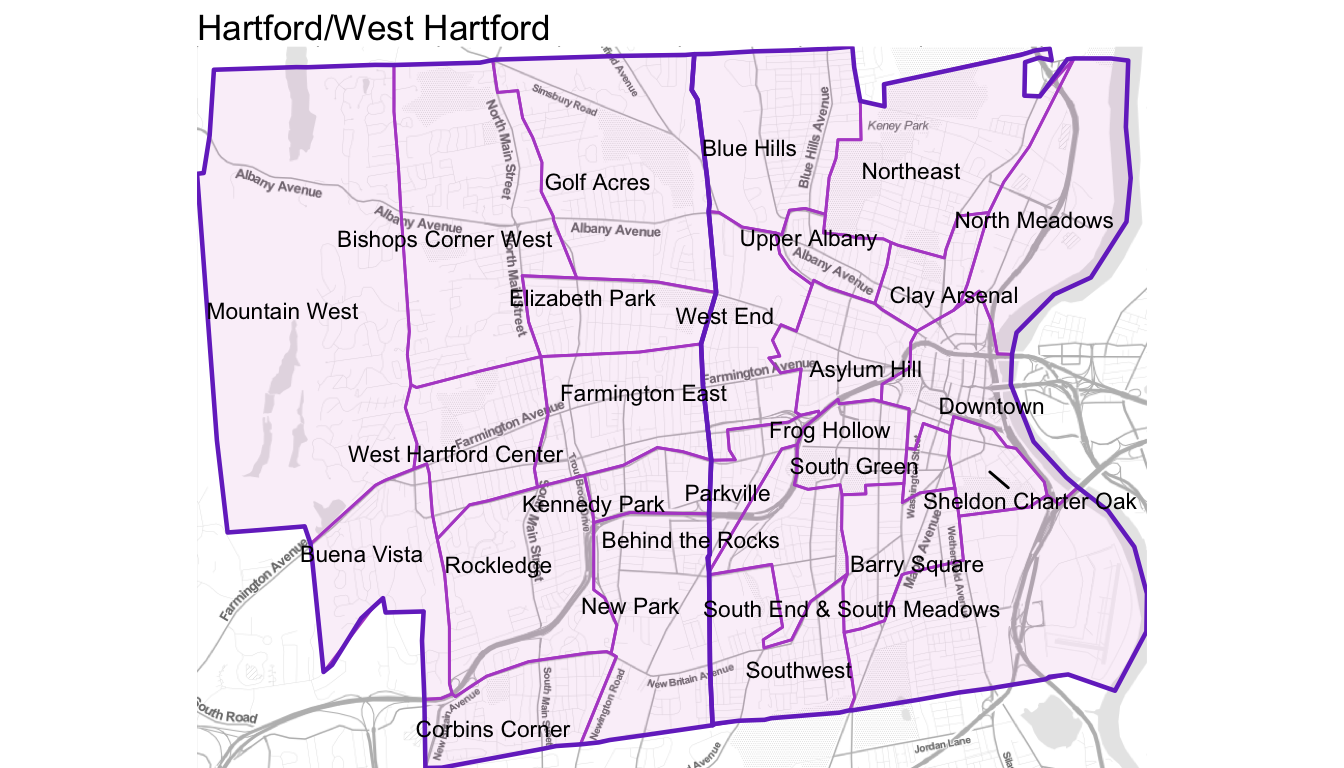 Hartford/West Hartford
Simsbury Road
North Main Street
Blue Hills Avenue
Keney Park
Blue Hills
Northeast
Golf Acres
Albany Avenue
Albany Avenue
Albany Avenue
North Meadows
Bishops Corner West
Upper Albany
Albany Avenue
North Main Street
Elizabeth Park
Clay Arsenal
Mountain West
West End
Farmington Avenue
Asylum Hill
Farmington East
Downtown
Farmington Avenue
Frog Hollow
West Hartford Center
South Green
Washington Street
Trout Brook Drive
Kennedy Park
Parkville
Sheldon Charter Oak
South Main Street
Behind the Rocks
Main Avenue
Buena Vista
Rockledge
Barry Square
Farmington Avenue
New Park
South End & South Meadows
Southwest
New Britain Avenue
South Main Street
Newington Road
New Britain Avenue
South Road
Corbins Corner
Jordan Lane